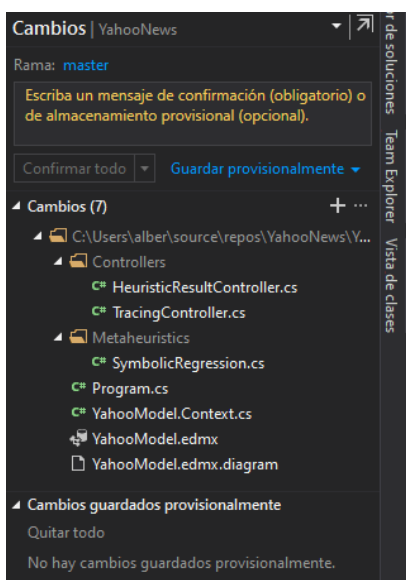 Cambios | YahooNews
Rama: master
Escriba un mensaje de confirmación (obligatorio) o
de almacenamiento provisional (opcional).
Confirmar todo
Guardar provisionalmente
Cambios (7)
C:\Users\alber\source\repos\YahooNews\Y...
Controllers
C# HeuristicResultController.cs
C# TracingController.cs
Metaheuristics
C# SymbolicRegression.cs
C# Program.cs
C# YahooModel.Context.cs
YahooModel.edmx
YahooModel.edmx.diagram
Cambios guardados provisionalmente
Quitar todo
No hay cambios guardados provisionalmente.
or de soluciones
Team Explorer
Vista de clases